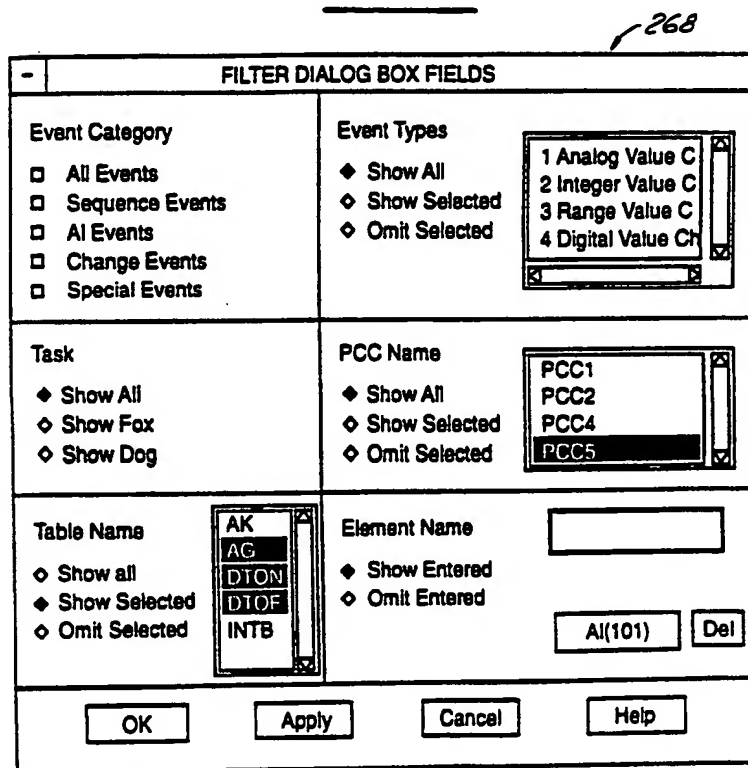 268
- FILTER DIALOG BOX FIELDS
Event Category
All Events
Sequence Events
AI Events
Change Events
Special Events
Event Types
Show All
Show Selected
Omit Selected
1 Analog Value C
2 Integer Value C
3 Range Value C
4 Digital Value Ch
Task
Show All
Show Fox
Show Dog
PCC Name
Show All
Show Selected
Omit Selected
PCC1
PCC2
PCC4
PCC5
Table Name
Show all
Show Selected
Omit Selected
AK
AG
DTON
DTOF
INTB
Element Name
Show Entered
Omit Entered
AI(101)
Del
OK
Apply
Cancel
Help